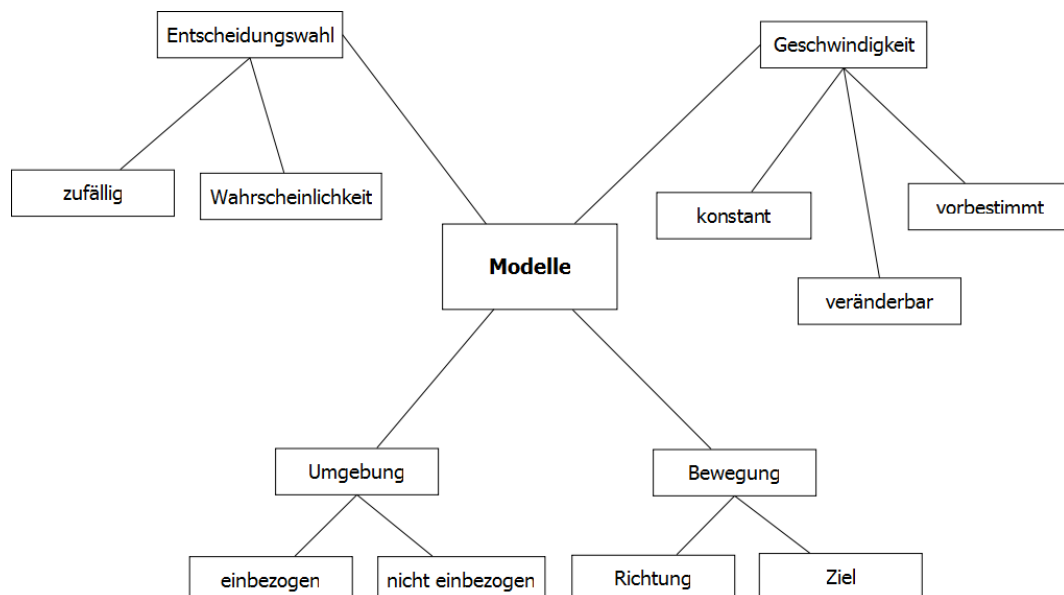 Entscheidungswahl
Geschwindigkeit
zufällig
Wahrscheinlichkeit
konstant
vorbestimmt
Modelle
veränderbar
Umgebung
Bewegung
einbezogen
nicht einbezogen
Richtung
Ziel